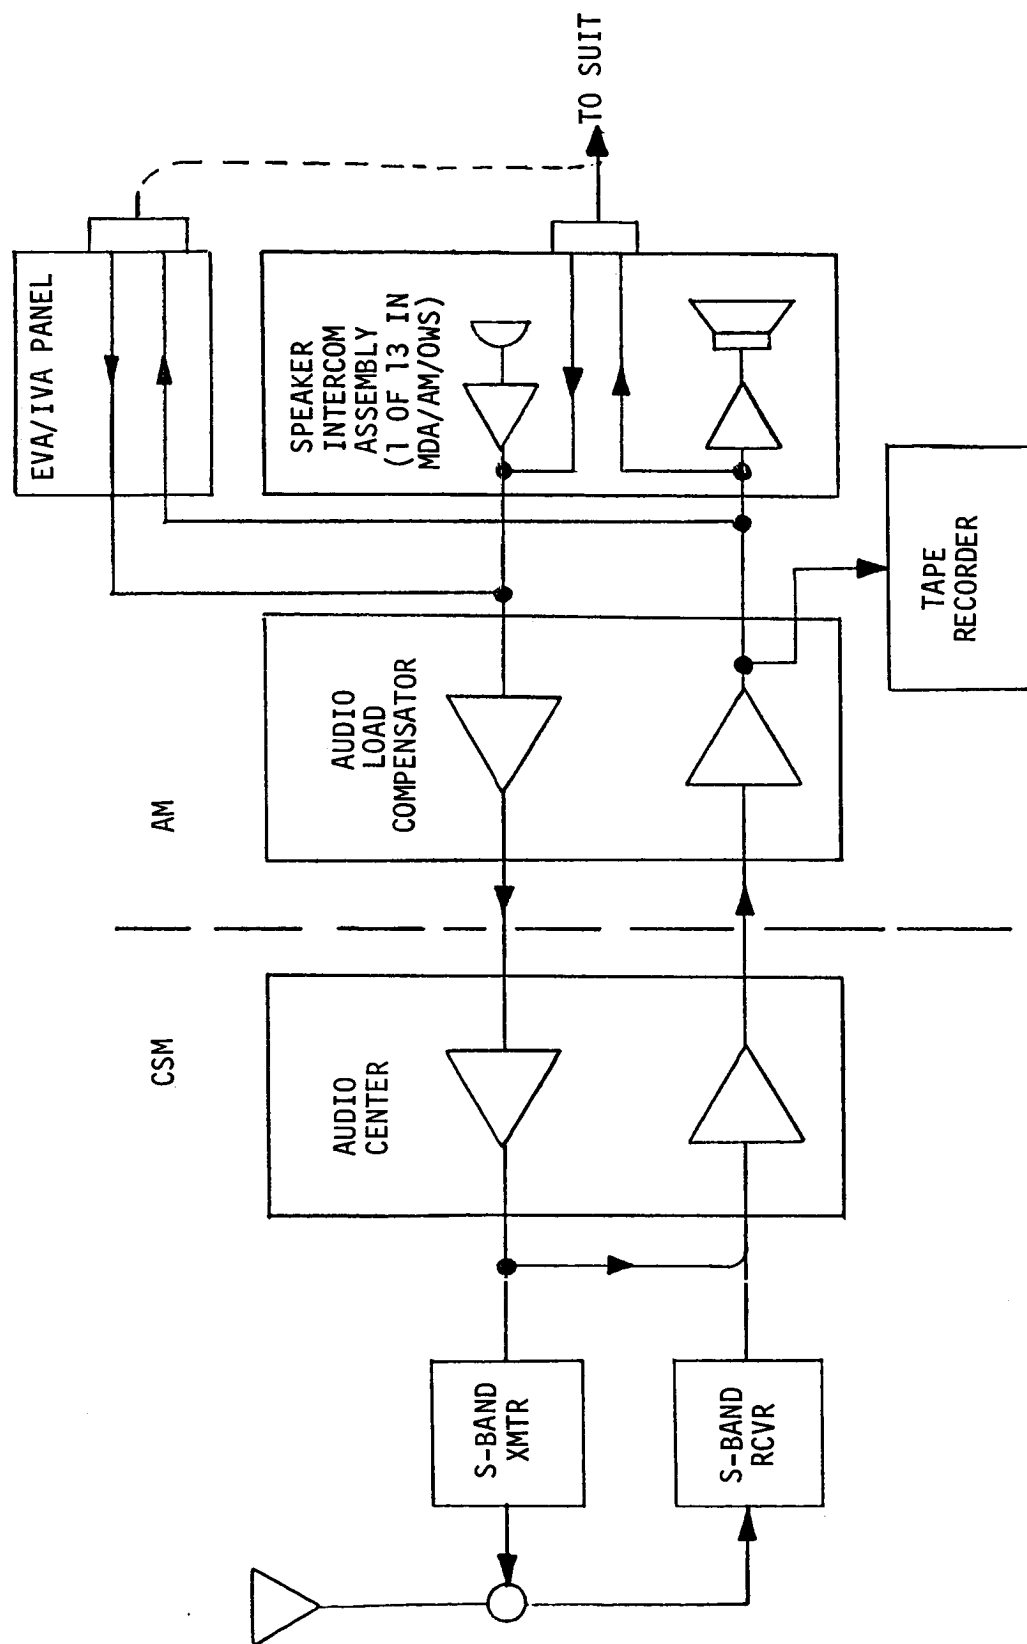 TO SUIT
EVA/IVA PANEL
SPEAKER
INTERCOM
ASSEMBLY
(1 OF 13 IN
MDA/AM/OWS)
TAPE
RECORDER
AUDIO
LOAD
COMPENSATOR
AM
CSM
AUDIO
CENTER
S-BAND
XMTR
S-BAND
RCVR